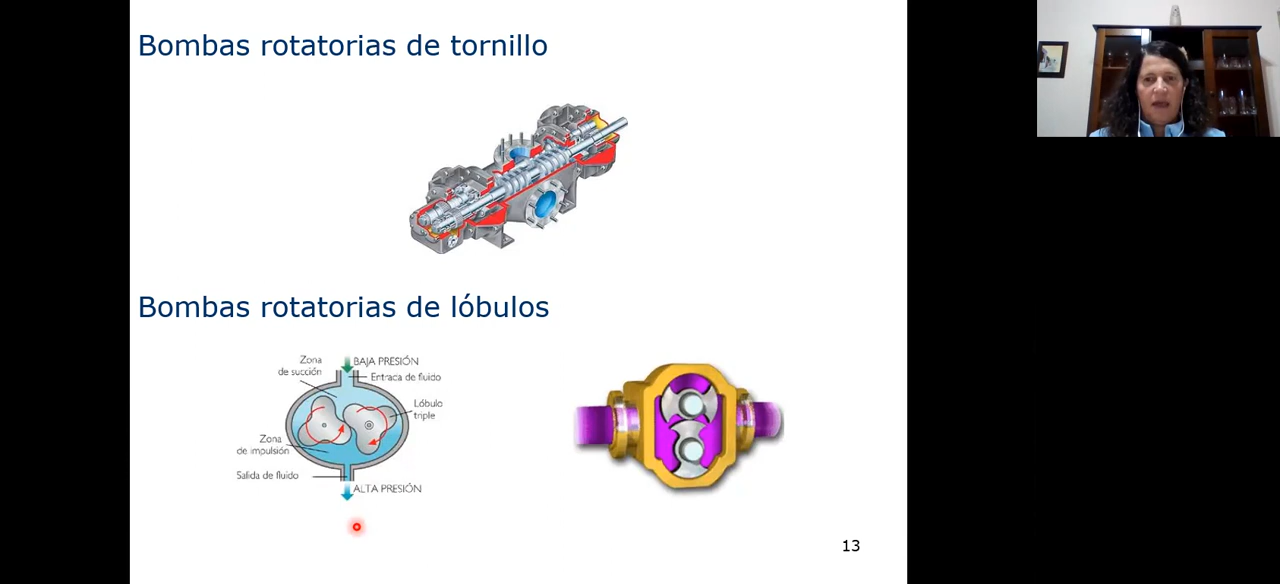 Bombas rotatorias de tornillo
Bombas rotatorias de lóbulos
Zona
de succión
BAJA PRESIÓN
Entraca de fluido
Lóbulo
triple
Zona
de impulsión
Salida de fluido
ALTA PRESIÓN
13